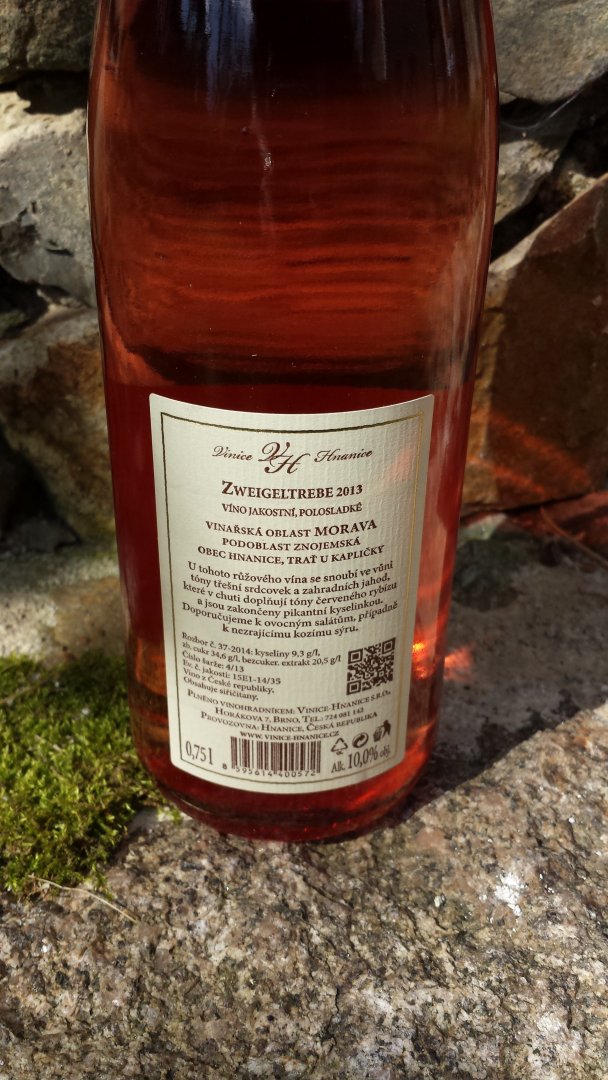 Vinice VH Hnanice
ZWEIGELTREBE 2013
VÍNO JAKOSTNÍ, POLOSLADKÉ
VINAŘSKÁ OBLAST MORAVA
PODOBLAST ZNOJEMSKÁ
OBEC HNANICE, TRAŤ U KAPLIČKY
U tohoto růžového vína se snoubí ve vůni
tóny třešní srdcovek a zahradních jahod,
které v chuti doplňují tóny červeného rybízu
a jsou zakončeny pikantní kyselinkou.
Doporučujeme k ovocným salátům, případně
k nezrajícímu kozímu sýru.
Rozbor č. 37-2014: kyseliny 9,3 g/l,
zb. cukr 34,6 g/l, bezcuker. extrakt 20,5 g/l
Číslo šarže: 4/13
Ev. č. jakosti: 15E1-14/35
Víno z České republiky.
Obsahuje siřičitany.
PLNĚNO VINOHRADNÍKEM: VINICE-HNANICE S.R.O.
HORÁKOVA 7, BRNO, TEL.: 724 081 142
PROVOZOVNA: HNANICE, ČESKÁ REPUBLIKA
WWW.VINICE-HNANICE.CZ
0,75 l
8 595614 400572
Alk. 10,0% obj.